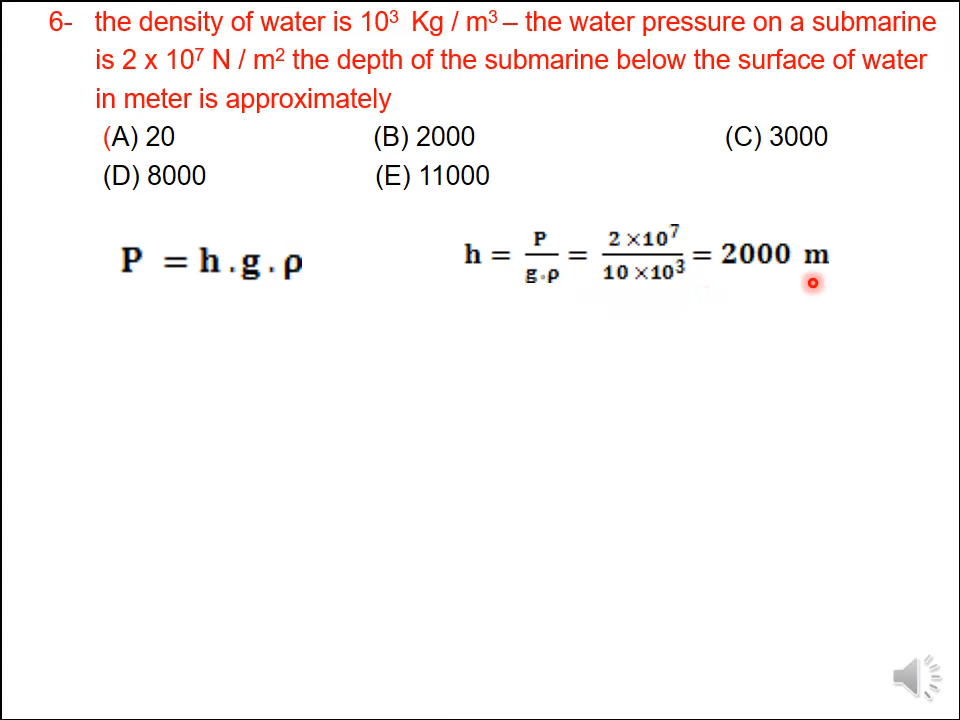 6- the density of water is 10³ Kg / m³ – the water pressure on a submarine
is 2 x 10⁷ N / m² the depth of the submarine below the surface of water
in meter is approximately
(A) 20 (B) 2000 (C) 3000
(D) 8000 (E) 11000
P = h . g . ρ h = P / g.ρ = 2 ×10⁷ / 10 ×10³ = 2000 m